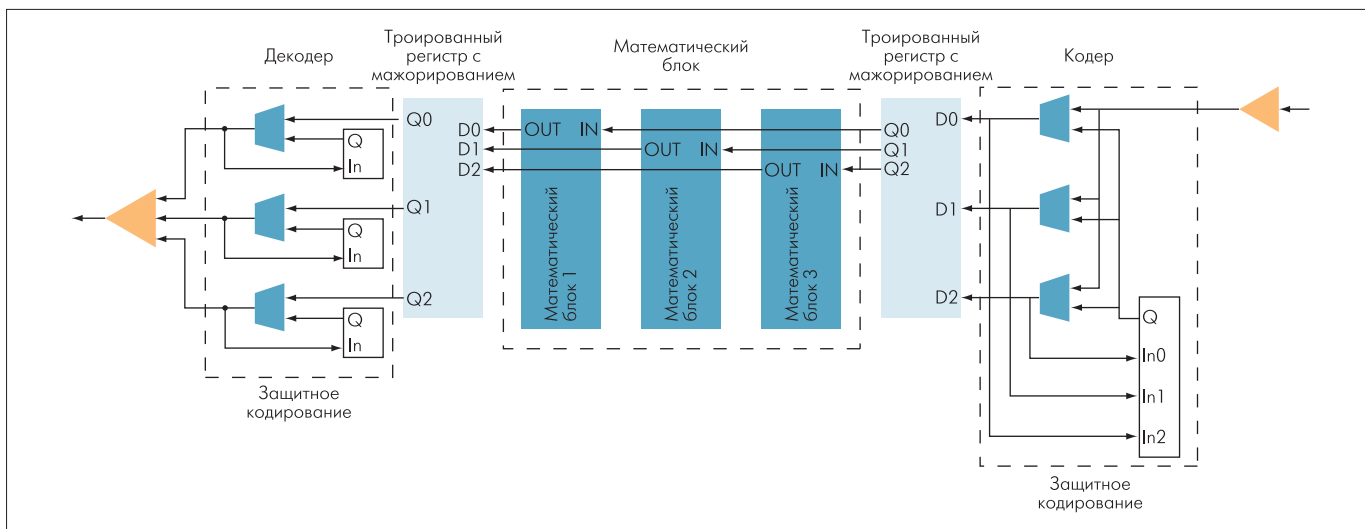 Декодер
Троированный
регистр с
мажорированием
Математический
блок
Троированный
регистр с
мажорированием
Кодер
Q
In
Q
In
Q
In
Защитное
кодирование
Q0
Q1
Q2
D0
D1
D2
OUT IN
Математический
блок 1
OUT IN
Математический
блок 2
OUT IN
Математический
блок 3
Q0
Q1
Q2
D0
D1
D2
Q
In0
In1
In2
Защитное
кодирование